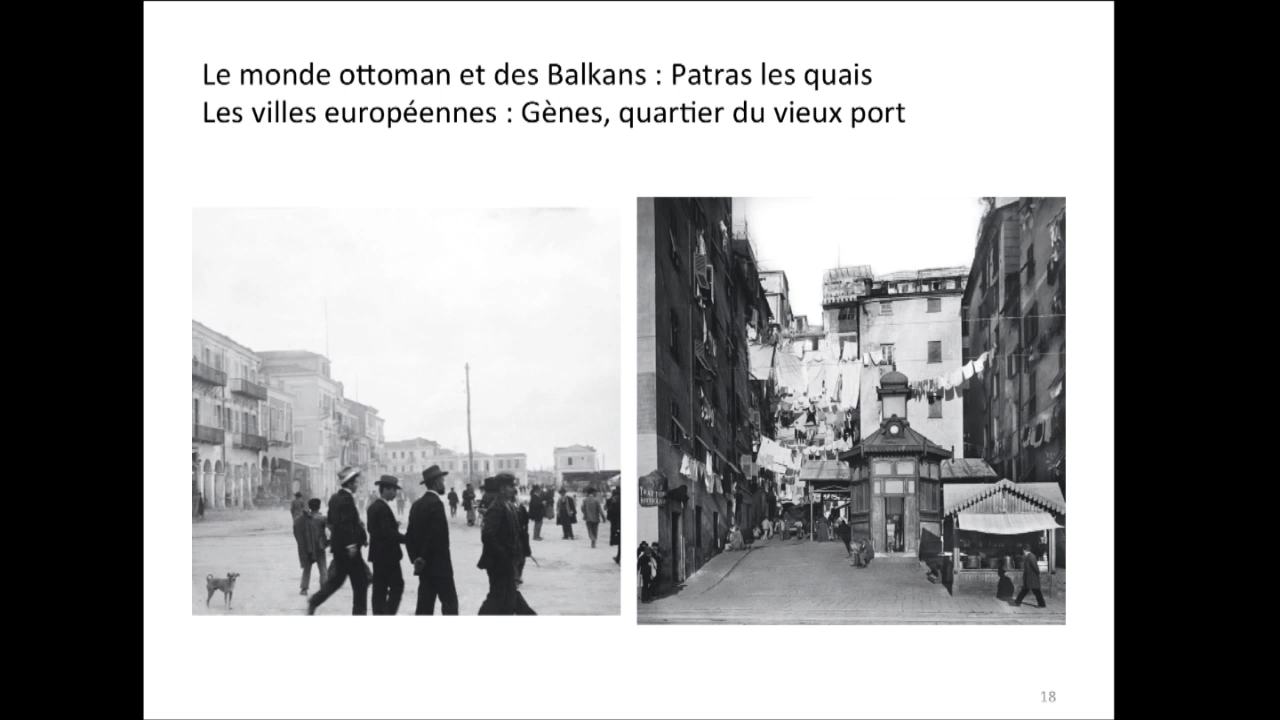 Le monde ottoman et des Balkans : Patras les quais
Les villes européennes : Gènes, quartier du vieux port
18